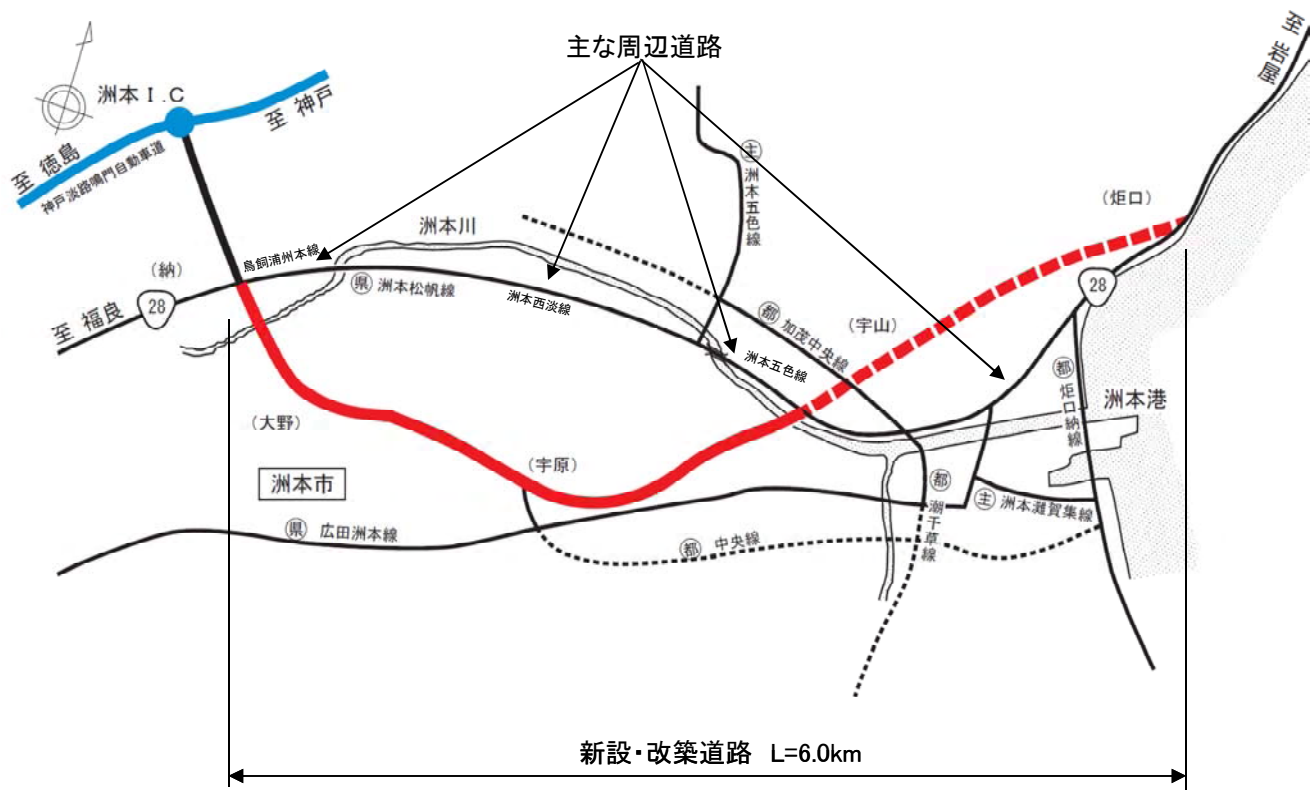 主な周辺道路
至 岩屋
洲本Ｉ.Ｃ
至 神戸
至 徳島
神戸淡路鳴門自動車道
㊤洲本五色線
(炬口)
洲本川
鳥飼浦州本線
(納)
県 洲本松帆線
28
至 福良
洲本西淡線
都 加茂中央線
(宇山)
28
洲本五色線
都 炬口納線
洲本港
(大野)
(宇原)
洲本市
都 潮干草線
主 洲本灘賀集線
県 広田洲本線
都 中央線
新設・改築道路 L=6.0km